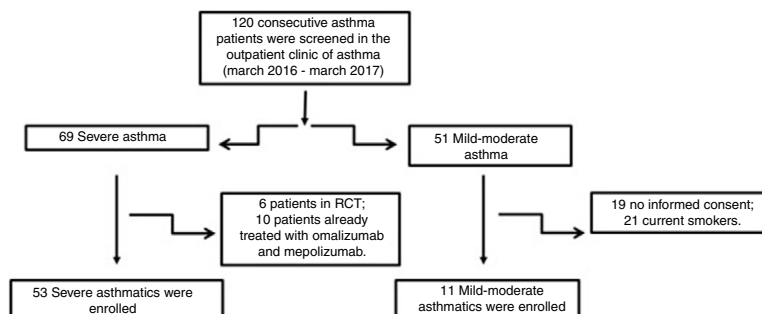 120 consecutive asthma
patients were screened in the
outpatient clinic of asthma
(march 2016 - march 2017)
69 Severe asthma
51 Mild-moderate
asthma
6 patients in RCT;
10 patients already
treated with omalizumab
and mepolizumab.
19 no informed consent;
21 current smokers.
53 Severe asthmatics were
enrolled
11 Mild-moderate
asthmatics were enrolled